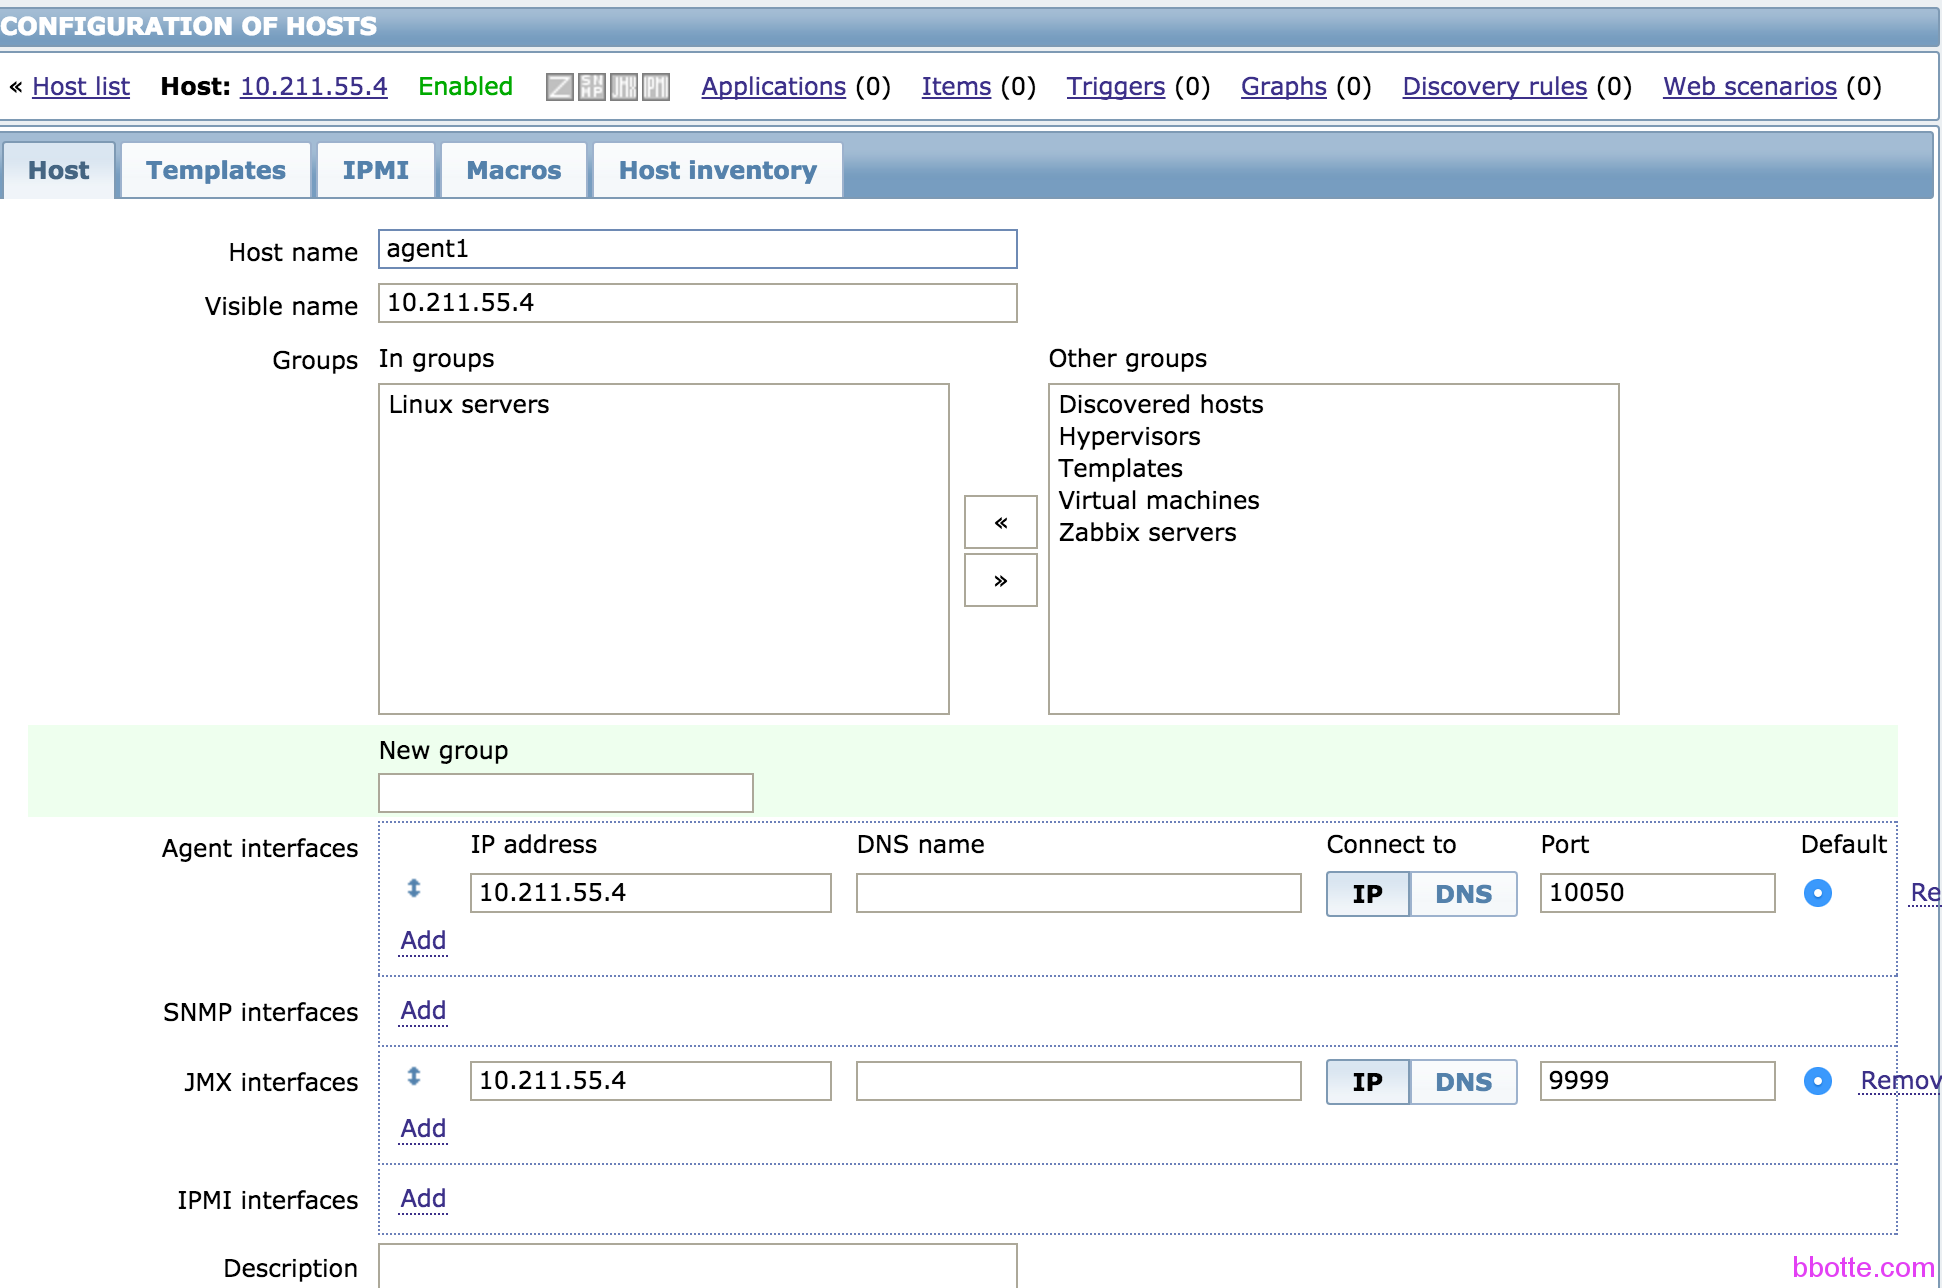 CONFIGURATION OF HOSTS
« Host list Host: 10.211.55.4 Enabled Z SNMP JMX IPMI Applications (0) Items (0) Triggers (0) Graphs (0) Discovery rules (0) Web scenarios (0)
Host Templates IPMI Macros Host inventory
Host name agent1
Visible name 10.211.55.4
Groups In groups Other groups
Linux servers Discovered hosts
Hypervisors
Templates
Virtual machines
Zabbix servers
«
»
New group
Agent interfaces IP address DNS name Connect to Port Default
10.211.55.4 IP DNS 10050 Re
Add
SNMP interfaces Add
JMX interfaces 10.211.55.4 IP DNS 9999 Remov
Add
IPMI interfaces Add
Description
bbotte.com